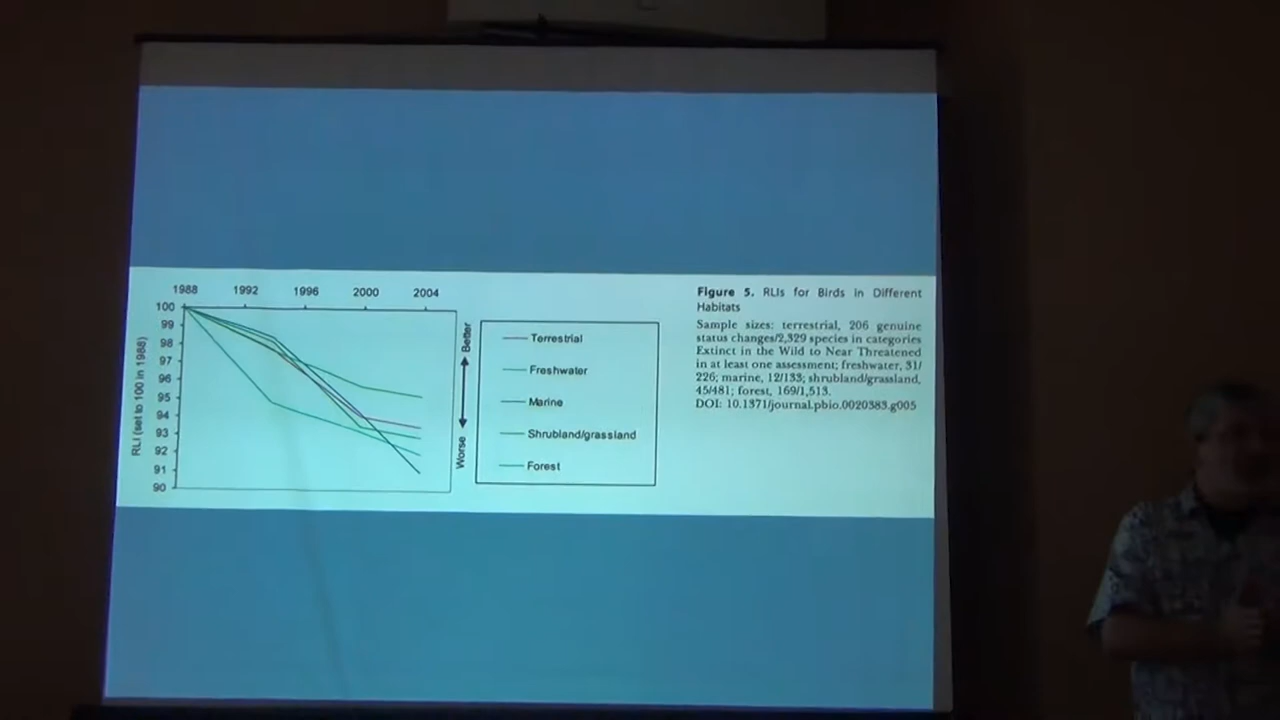 1988 1992 1996 2000 2004
100
99
98
97
96
95
94
93
92
91
90
RLI (set to 100 in 1988)
Better
Worse
Terrestrial
Freshwater
Marine
Shrubland/grassland
Forest
Figure 5. RLIs for Birds in Different
Habitats
Sample sizes: terrestrial, 206 genuine
status changes/2,329 species in categories
Extinct in the Wild to Near Threatened
in at least one assessment; freshwater, 31/
226; marine, 12/133; shrubland/grassland,
45/481; forest, 169/1,513.
DOI: 10.1371/journal.pbio.0020383.g005